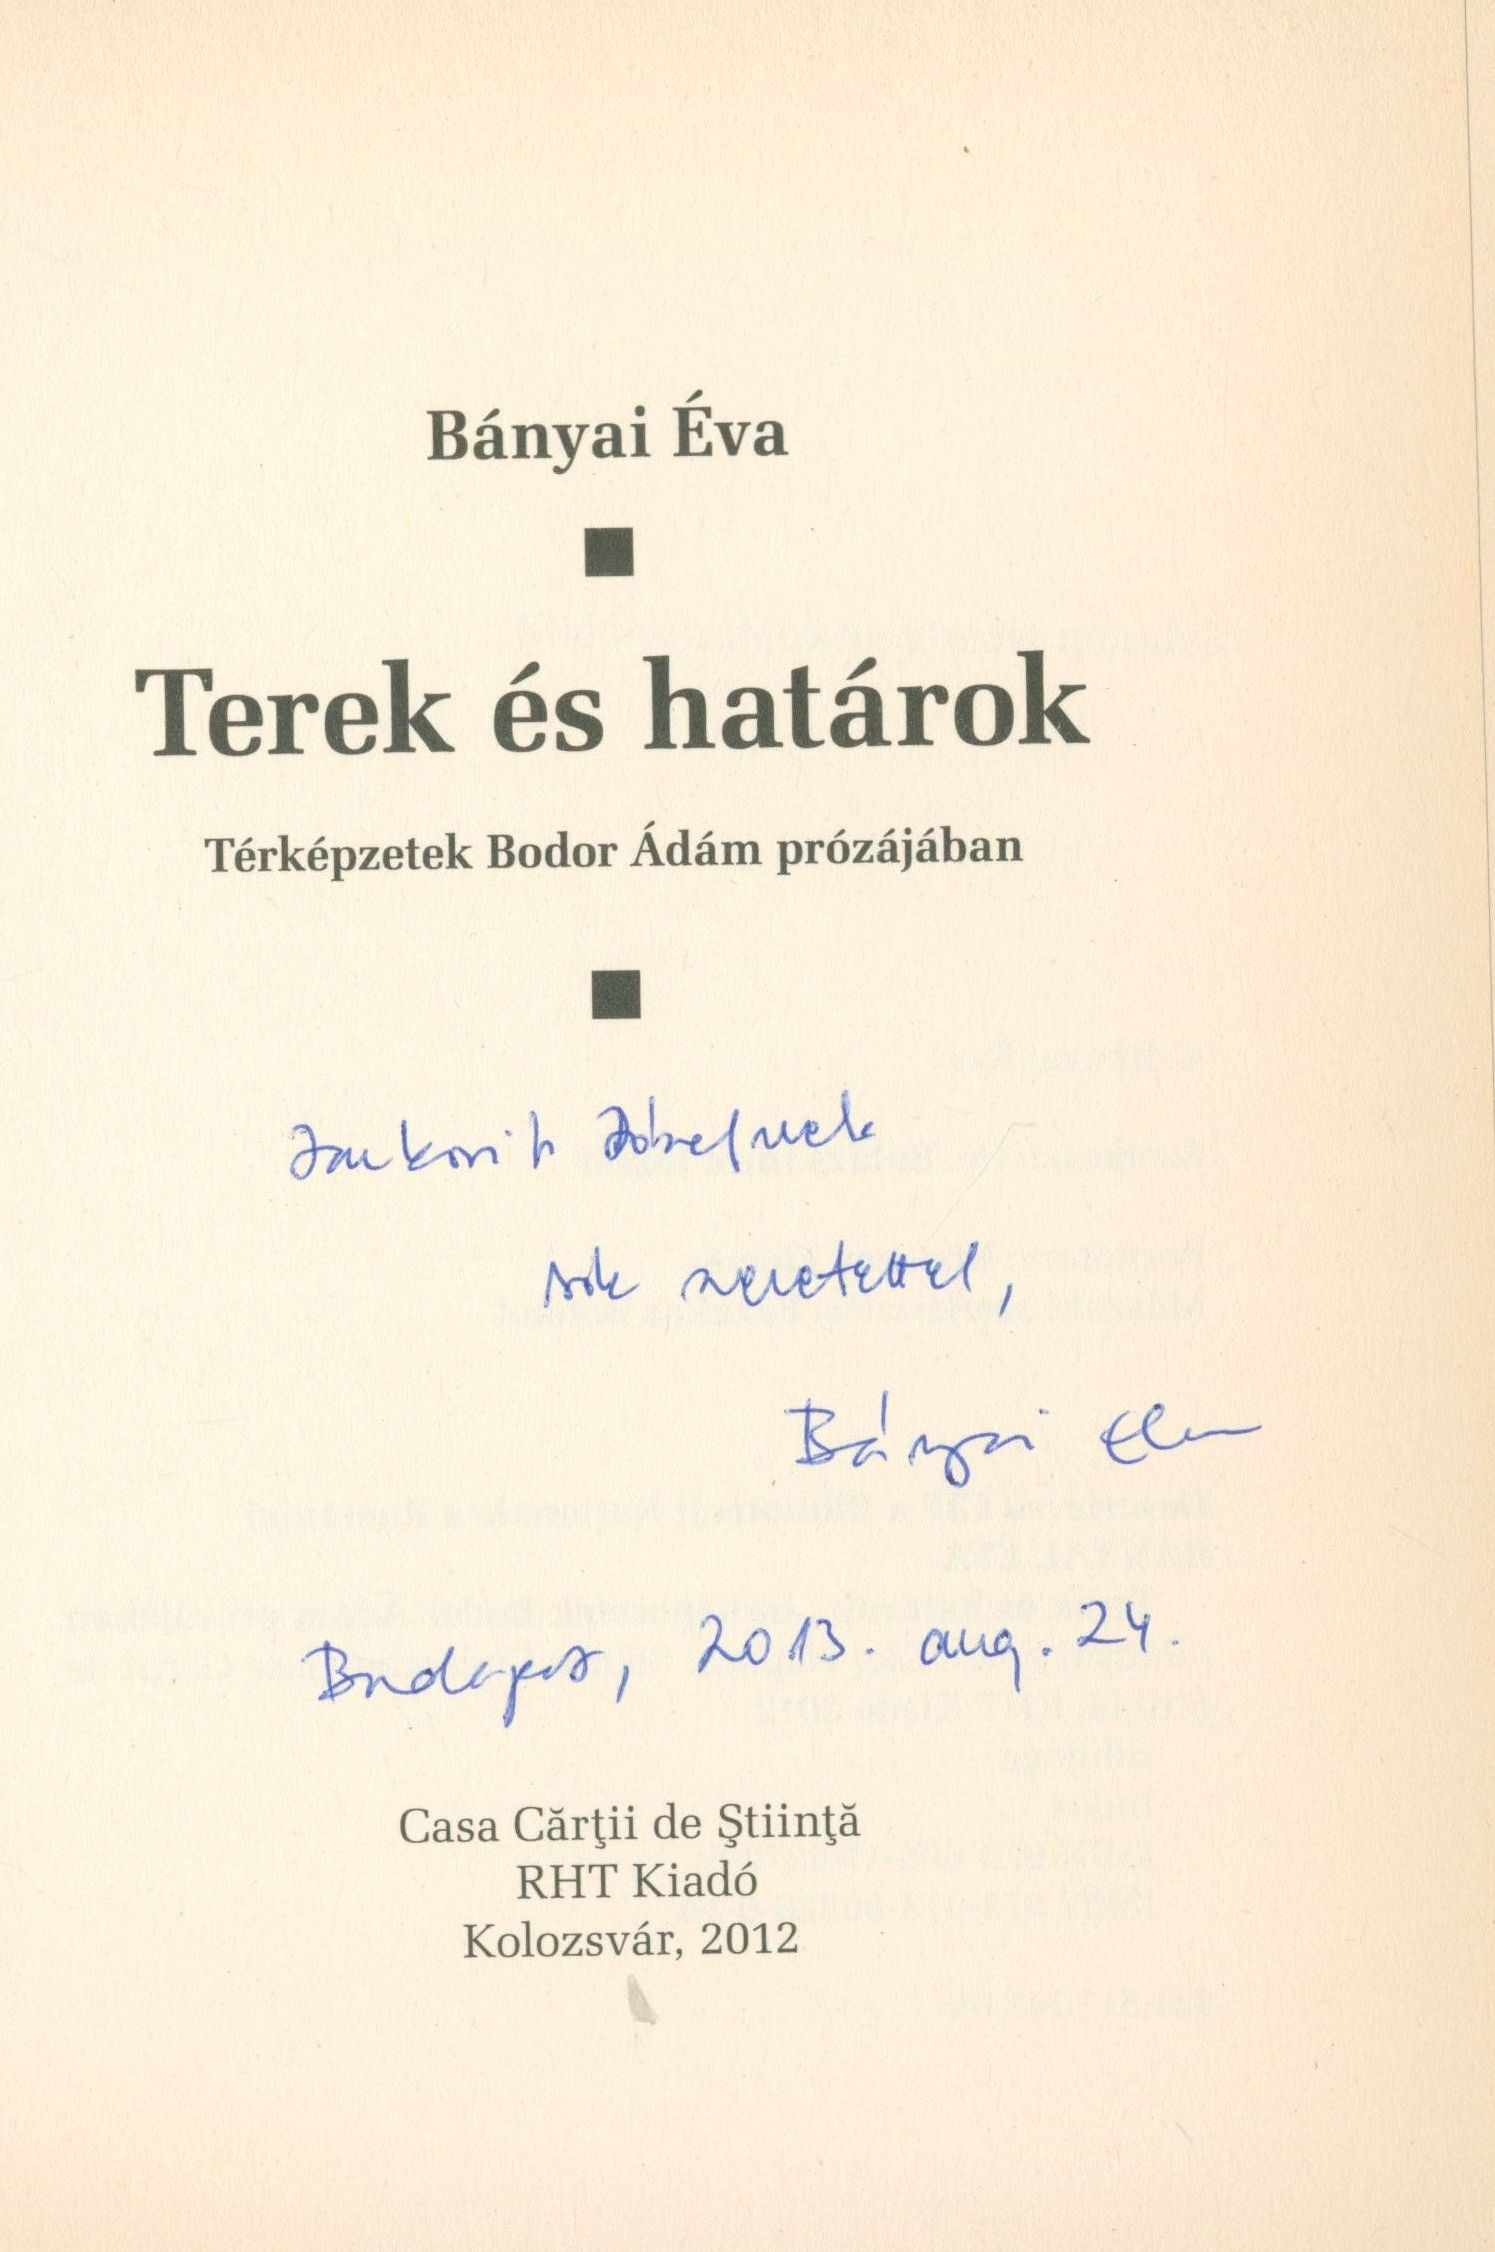 Bányai Éva
Terek és határok
Térképzetek Bodor Ádám prózájában
Jankovits Józsefnek
sok szeretettel,
Bányai Éva
Budapest, 2013. aug. 24.
Casa Cărţii de Ştiinţă
RHT Kiadó
Kolozsvár, 2012